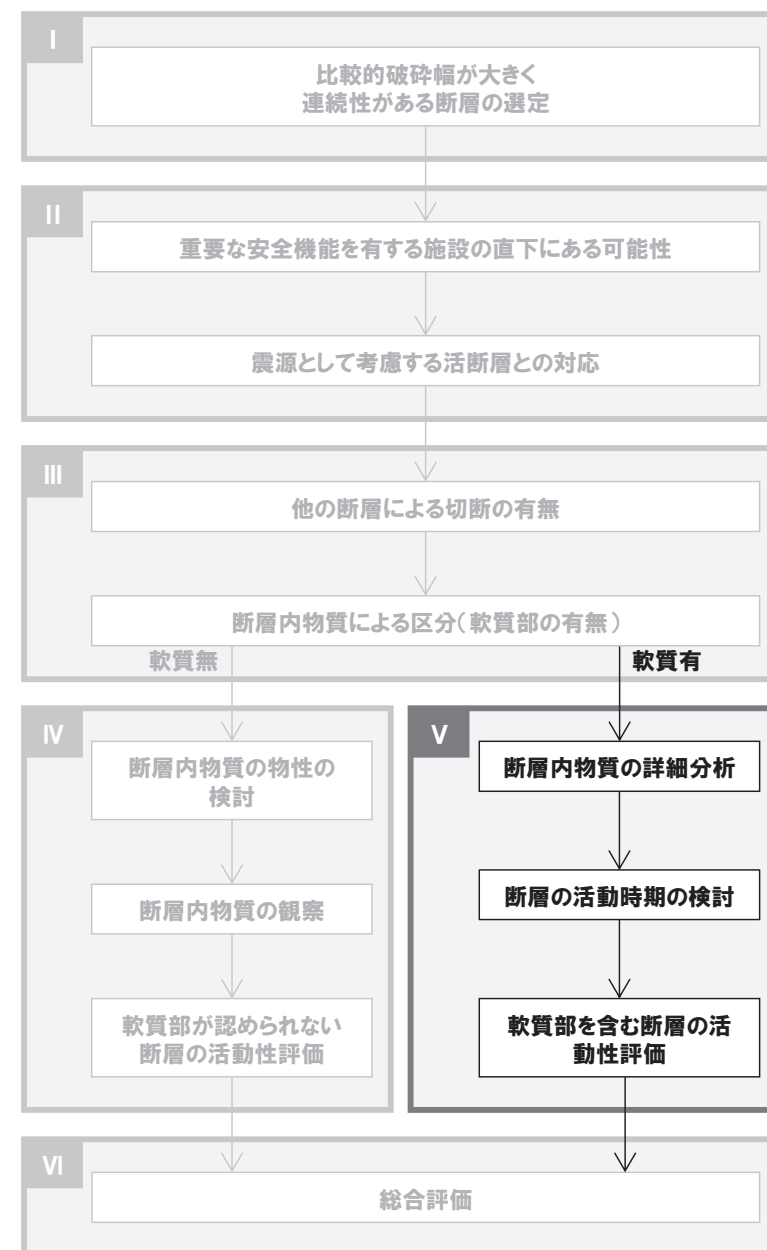 I
比較的破砕幅が大きく
連続性がある断層の選定
II
重要な安全機能を有する施設の直下にある可能性
震源として考慮する活断層との対応
III
他の断層による切断の有無
断層内物質による区分(軟質部の有無)
軟質無
軟質有
IV
断層内物質の物性の
検討
断層内物質の観察
軟質部が認められない
断層の活動性評価
V
断層内物質の詳細分析
断層の活動時期の検討
軟質部を含む断層の活
動性評価
VI
総合評価